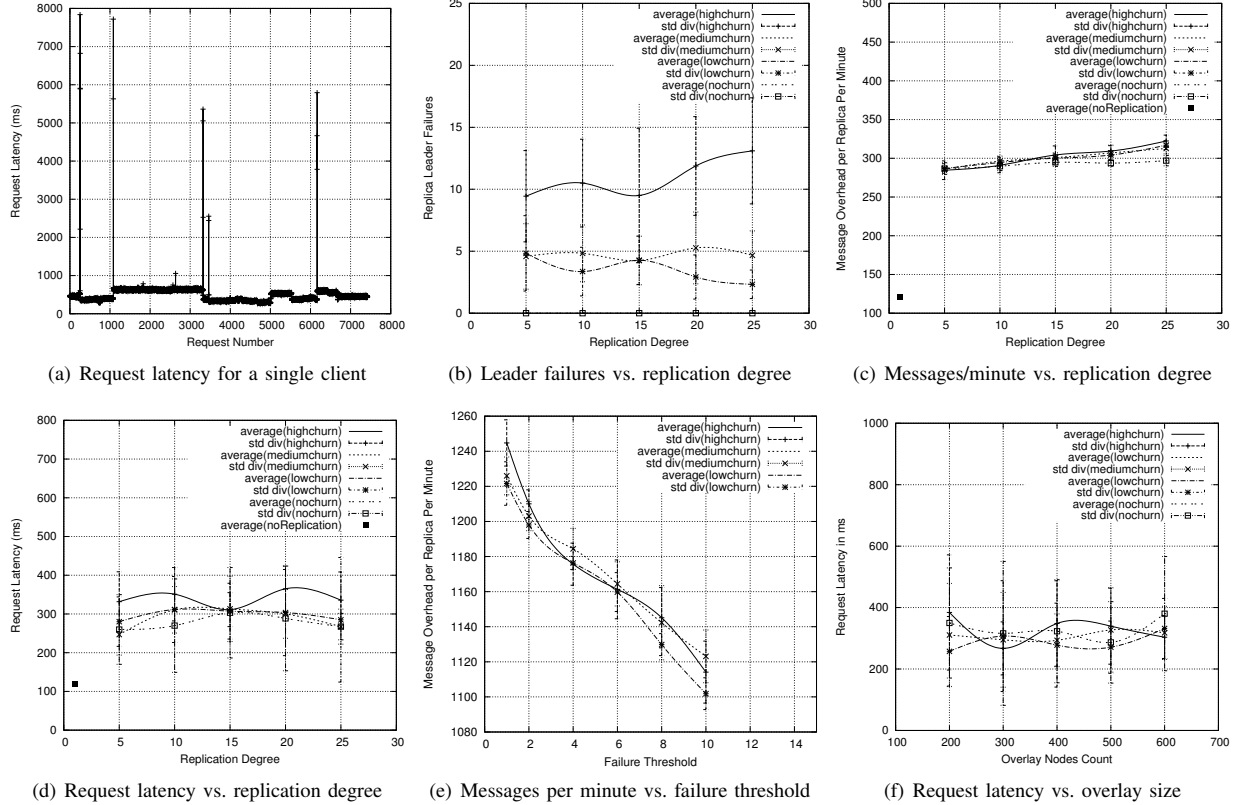 8000
7000
6000
5000
4000
3000
2000
1000
0
Request Latency (ms)
0 1000 2000 3000 4000 5000 6000 7000 8000
Request Number
(a) Request latency for a single client
25
20
15
10
5
0
Replica Leader Failures
average(highchurn)
std div(highchurn)
average(mediumchurn)
std div(mediumchurn)
average(lowchurn)
std div(lowchurn)
average(nochurn)
std div(nochurn)
0 5 10 15 20 25 30
Replication Degree
(b) Leader failures vs. replication degree
500
450
400
350
300
250
200
150
100
Message Overhead per Replica Per Minute
average(highchurn)
std div(highchurn)
average(mediumchurn)
std div(mediumchurn)
average(lowchurn)
std div(lowchurn)
average(nochurn)
std div(nochurn)
average(noReplication)
0 5 10 15 20 25 30
Replication Degree
(c) Messages/minute vs. replication degree
800
700
600
500
400
300
200
100
0
Request Latency (ms)
average(highchurn)
std div(highchurn)
average(mediumchurn)
std div(mediumchurn)
average(lowchurn)
std div(lowchurn)
average(nochurn)
std div(nochurn)
average(noReplication)
0 5 10 15 20 25 30
Replication Degree
(d) Request latency vs. replication degree
1260
1240
1220
1200
1180
1160
1140
1120
1100
1080
Message Overhead per Replica Per Minute
average(highchurn)
std div(highchurn)
average(mediumchurn)
std div(mediumchurn)
average(lowchurn)
std div(lowchurn)
0 2 4 6 8 10 12 14
Failure Threshold
(e) Messages per minute vs. failure threshold
1000
800
600
400
200
0
Request Latency in ms
average(highchurn)
std div(highchurn)
average(lowchurn)
std div(mediumchurn)
average(lowchurn)
std div(lowchurn)
average(nochurn)
std div(nochurn)
100 200 300 400 500 600 700
Overlay Nodes Count
(f) Request latency vs. overlay size